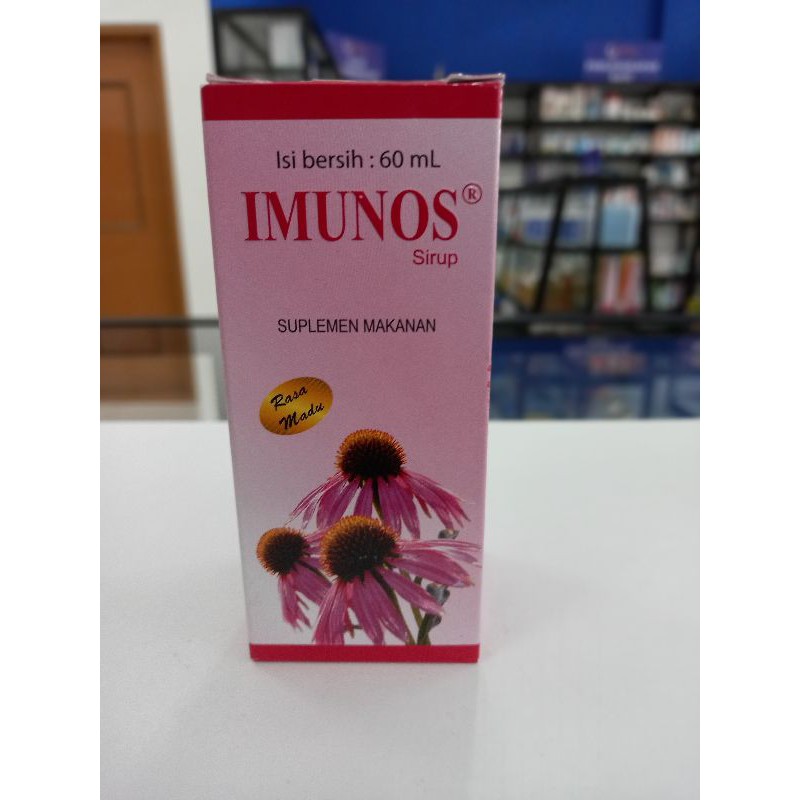 Isi bersih : 60 mL
IMUNOS®
Sirup
SUPLEMEN MAKANAN
Rasa
Madu